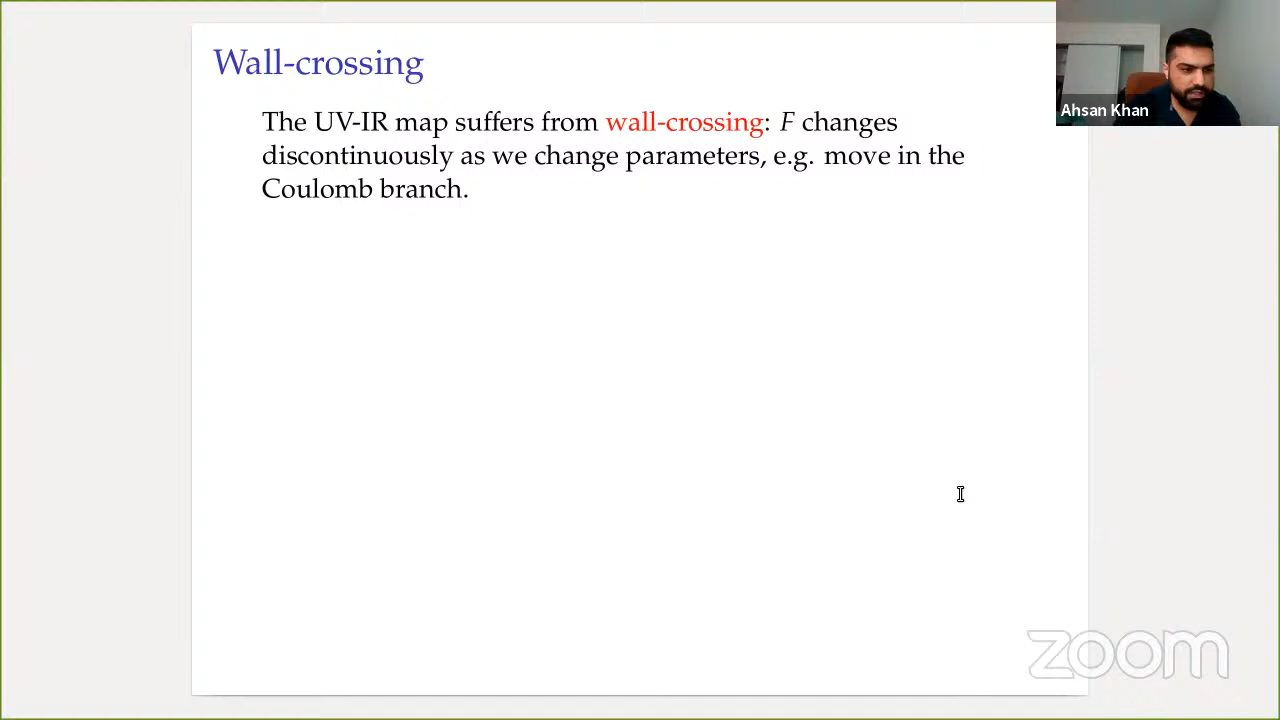 Wall-crossing
The UV-IR map suffers from wall-crossing: F changes
discontinuously as we change parameters, e.g. move in the
Coulomb branch.
Ahsan Khan
zoom